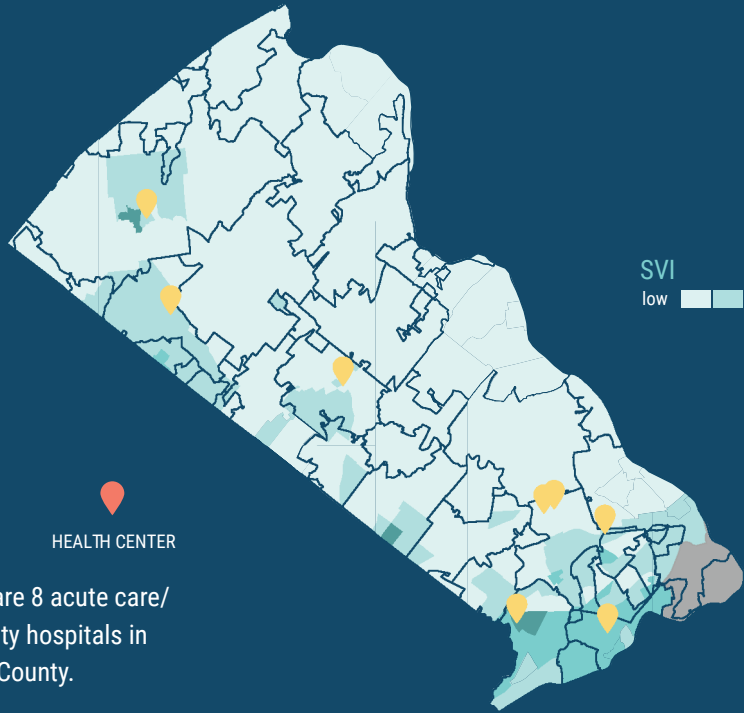 SVI
low
HEALTH CENTER
are 8 acute care/
ty hospitals in
County.